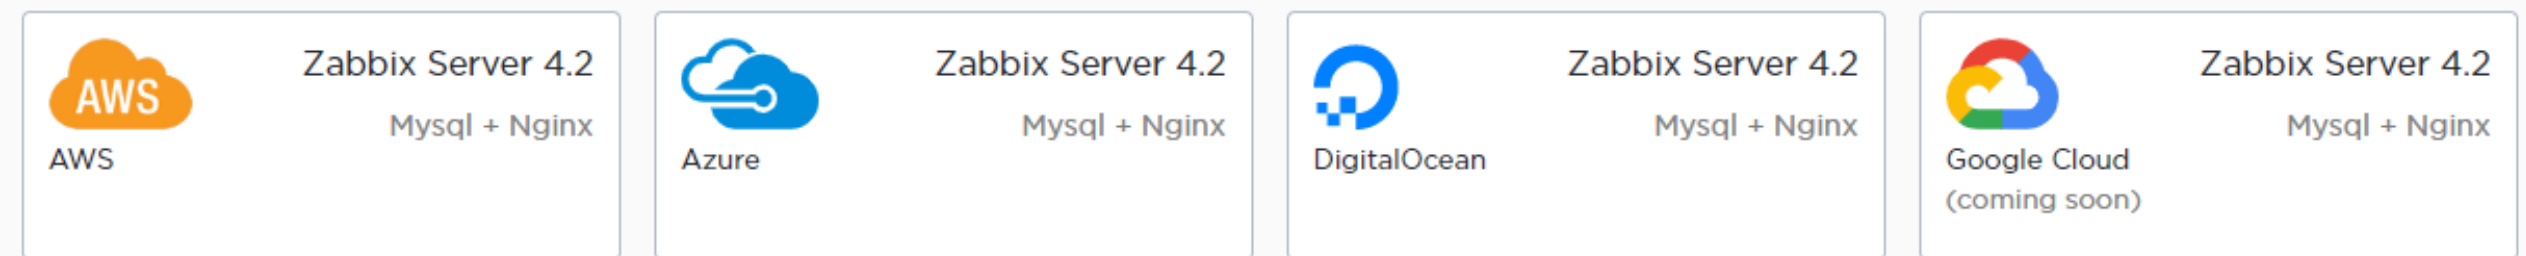 AWS
Zabbix Server 4.2
Mysql + Nginx
AWS
Zabbix Server 4.2
Mysql + Nginx
Azure
Zabbix Server 4.2
Mysql + Nginx
DigitalOcean
Zabbix Server 4.2
Mysql + Nginx
Google Cloud
(coming soon)